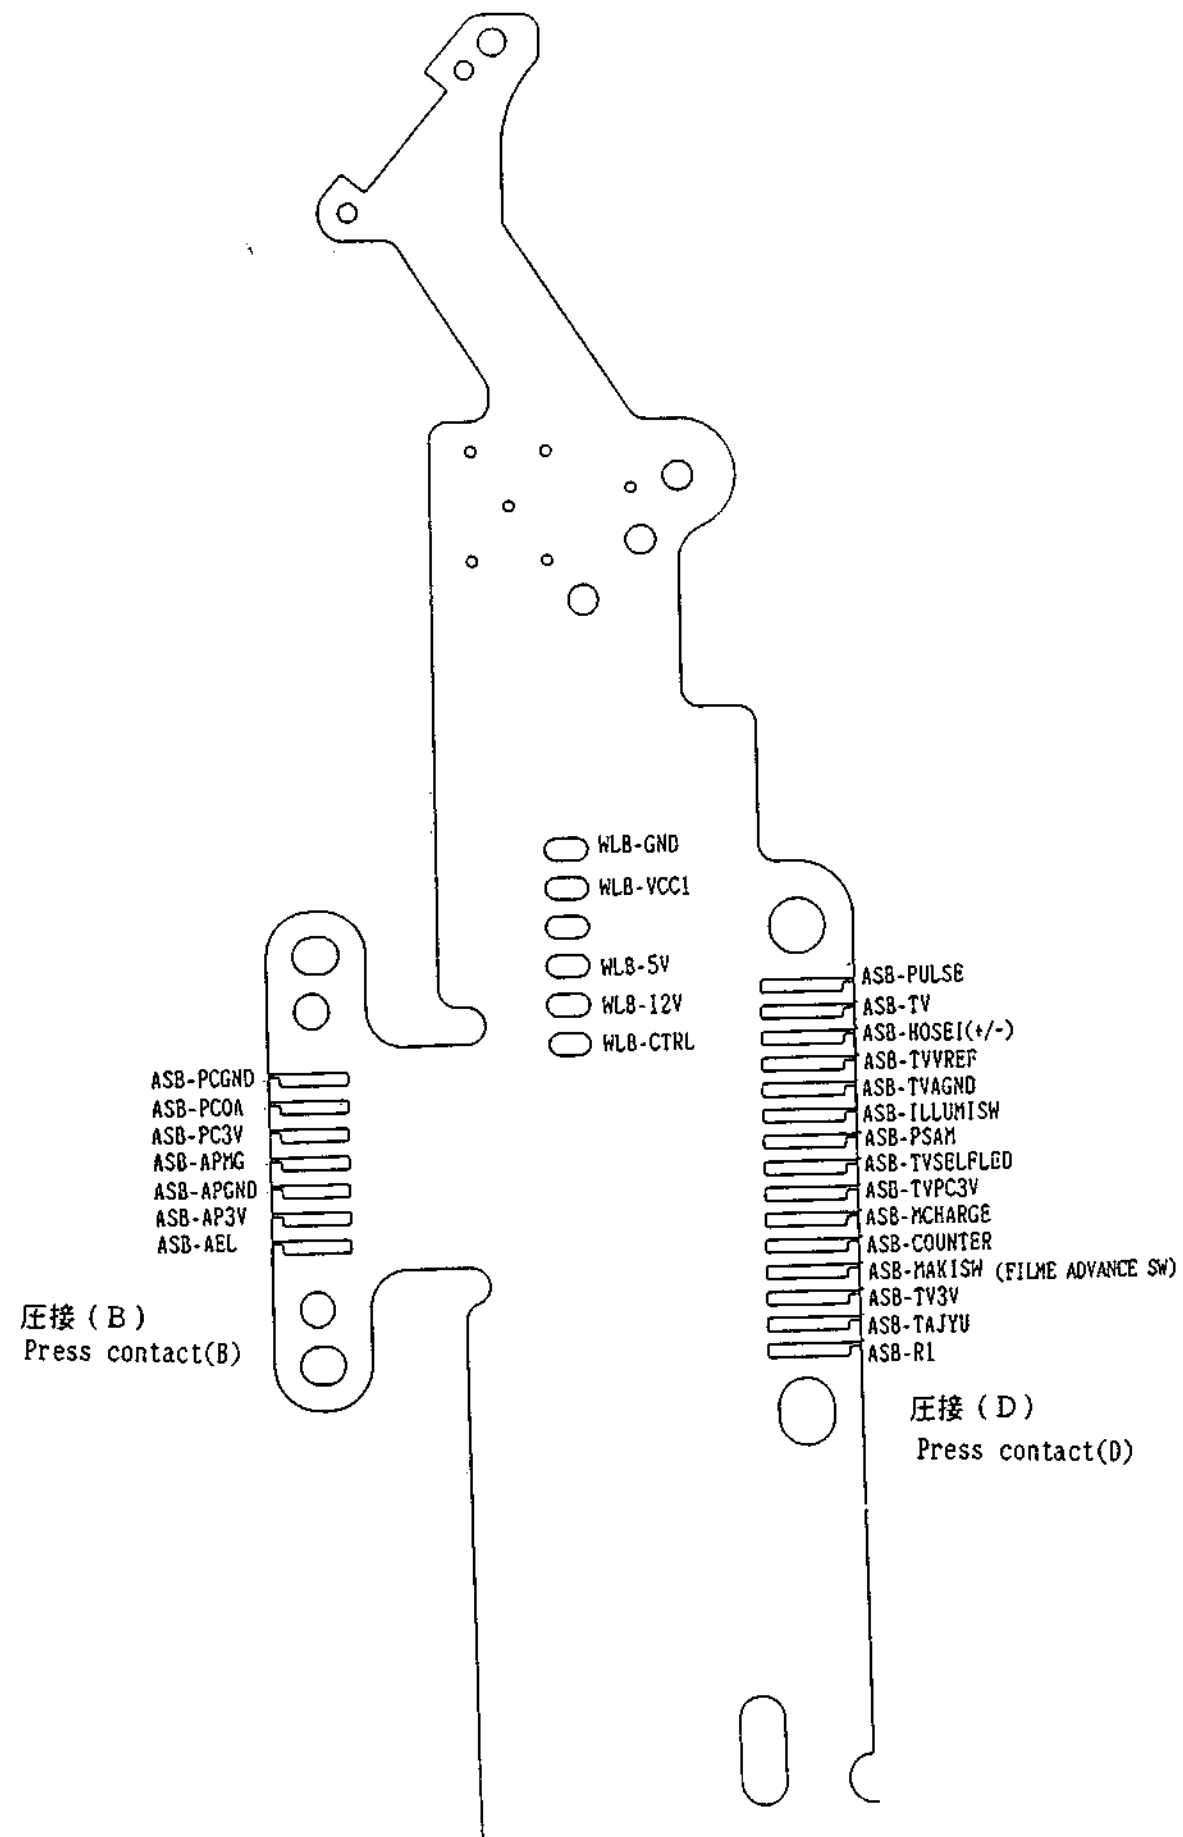 WLB-GND
WLB-VCC1
WLB-5V
WLB-12V
WLB-CTRL
ASB-PCGND
ASB-PCOA
ASB-PC3V
ASB-APMG
ASB-APGND
ASB-AP3V
ASB-AEL
圧接(B)
Press contact(B)
ASB-PULSE
ASB-TV
ASB-HOSEI(+/-)
ASB-TVVREF
ASB-TVAGND
ASB-ILLUMISW
ASB-PSAM
ASB-TVSELFLED
ASB-TVPC3V
ASB-MCHARGE
ASB-COUNTER
ASB-MAKISW (FILME ADVANCE SW)
ASB-TV3V
ASB-TAJYU
ASB-R1
圧接(D)
Press contact(D)